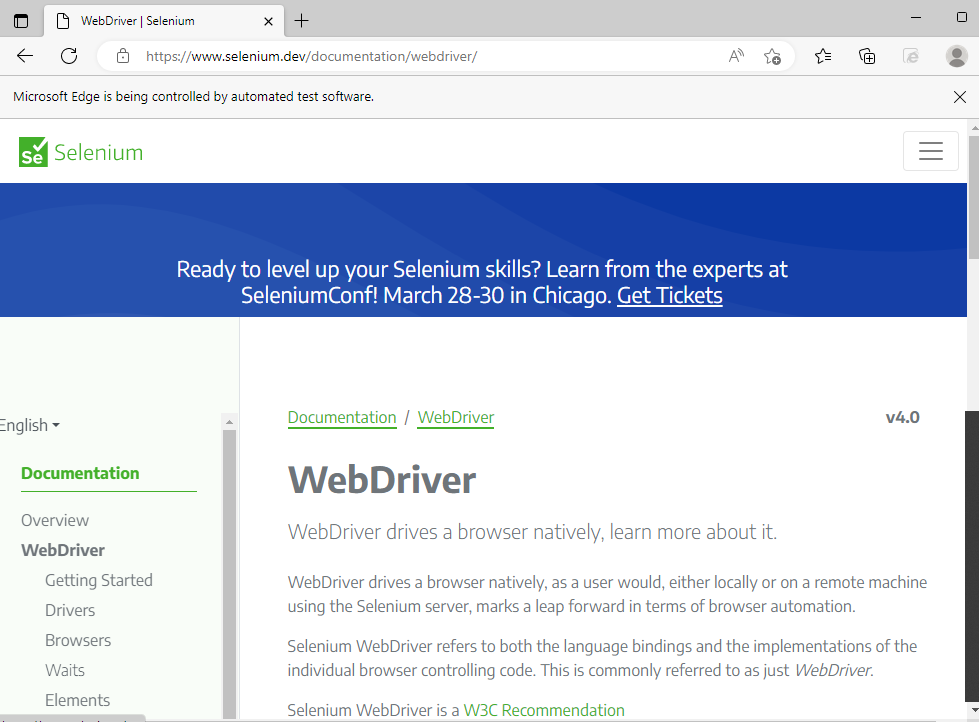 WebDriver | Selenium
https://www.selenium.dev/documentation/webdriver/
Microsoft Edge is being controlled by automated test software.
Se Selenium
Ready to level up your Selenium skills? Learn from the experts at
SeleniumConf! March 28-30 in Chicago. Get Tickets
English
Documentation
Overview
WebDriver
Getting Started
Drivers
Browsers
Waits
Elements
Documentation / WebDriver
v4.0
WebDriver
WebDriver drives a browser natively, learn more about it.
WebDriver drives a browser natively, as a user would, either locally or on a remote machine
using the Selenium server, marks a leap forward in terms of browser automation.
Selenium WebDriver refers to both the language bindings and the implementations of the
individual browser controlling code. This is commonly referred to as just WebDriver.
Selenium WebDriver is a W3C Recommendation